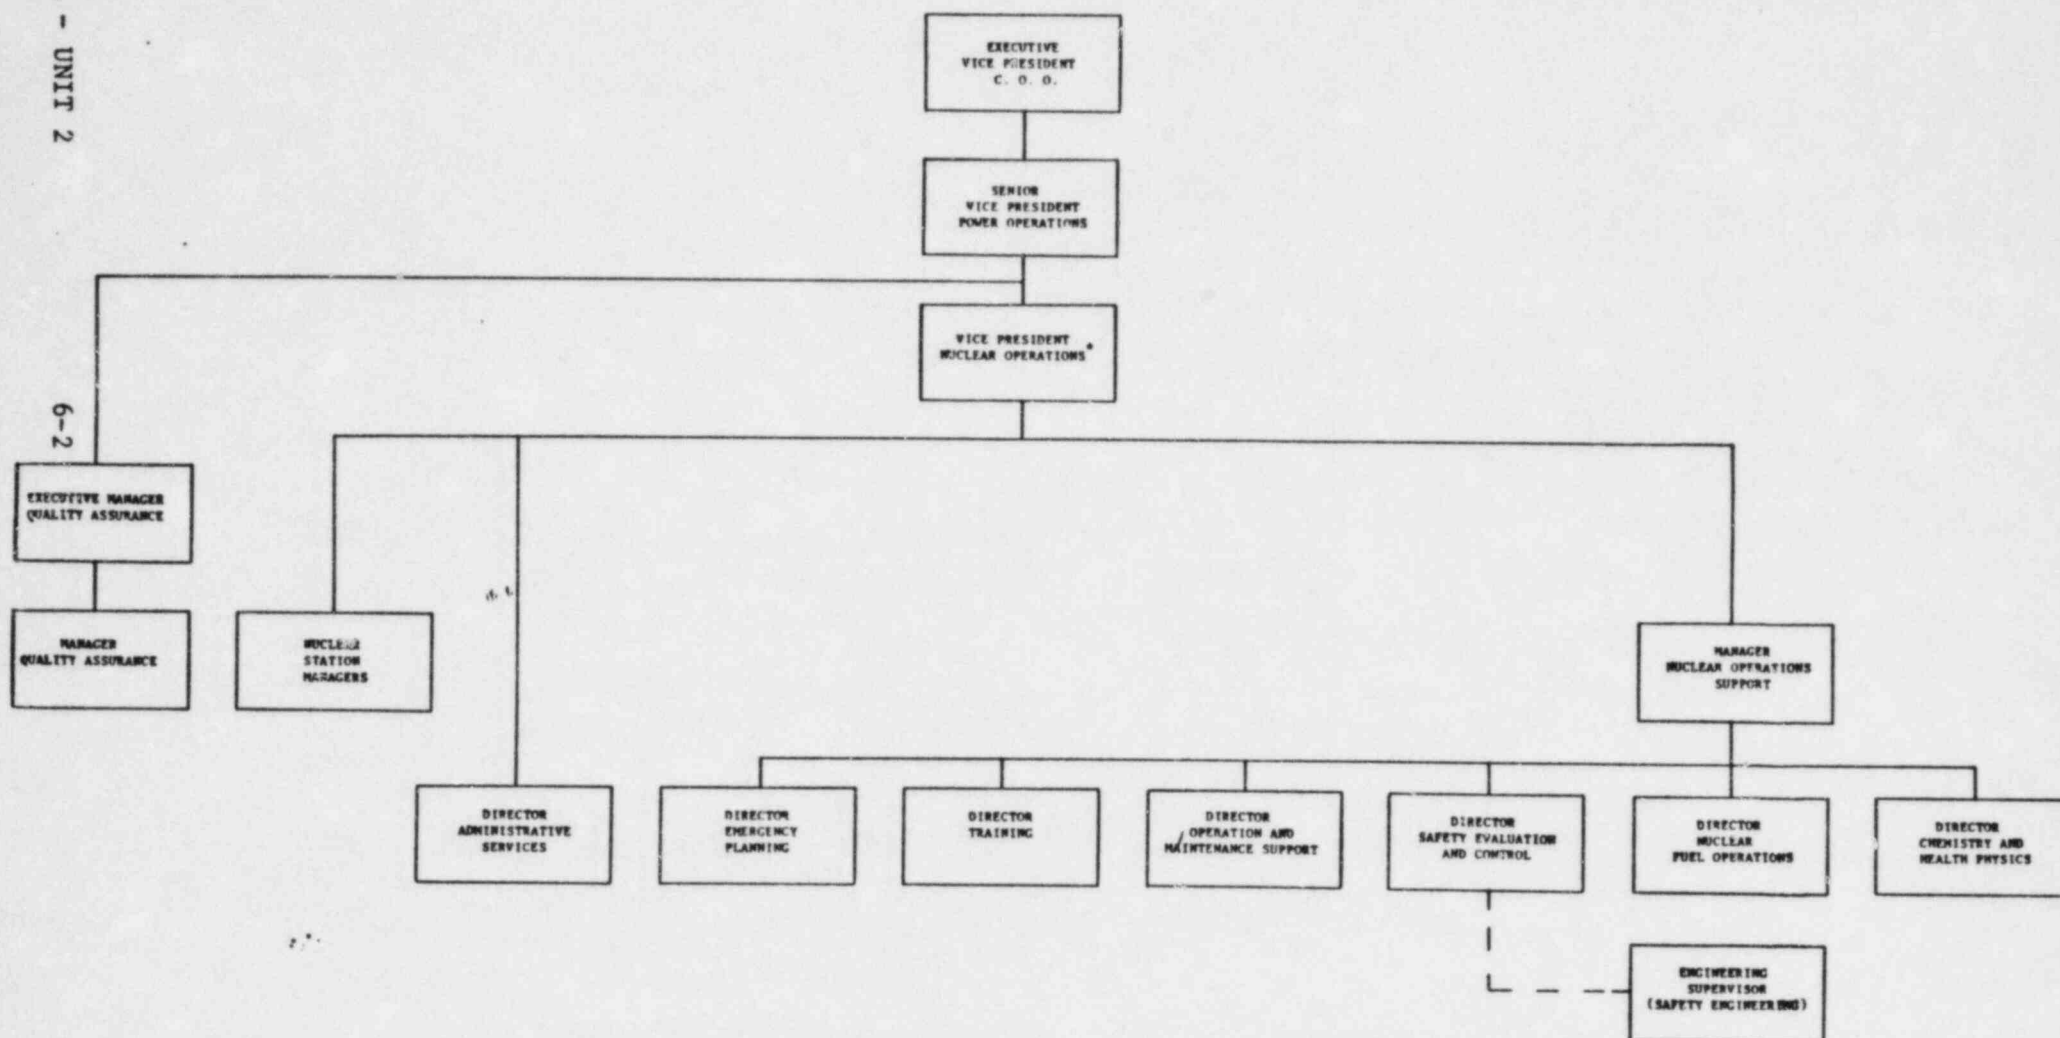 - UNIT 2
6-2
EXECUTIVE
VICE PRESIDENT
C. O. O.
SENIOR
VICE PRESIDENT
POWER OPERATIONS
VICE PRESIDENT
NUCLEAR OPERATIONS*
EXECUTIVE MANAGER
QUALITY ASSURANCE
MANAGER
QUALITY ASSURANCE
NUCLEAR
STATION
MANAGERS
MANAGER
NUCLEAR OPERATIONS
SUPPORT
DIRECTOR
ADMINISTRATIVE
SERVICES
DIRECTOR
EMERGENCY
PLANNING
DIRECTOR
TRAINING
DIRECTOR
OPERATION AND
MAINTENANCE SUPPORT
DIRECTOR
SAFETY EVALUATION
AND CONTROL
DIRECTOR
NUCLEAR
FUEL OPERATIONS
DIRECTOR
CHEMISTRY AND
HEALTH PHYSICS
ENGINEERING
SUPERVISOR
(SAFETY ENGINEERING)